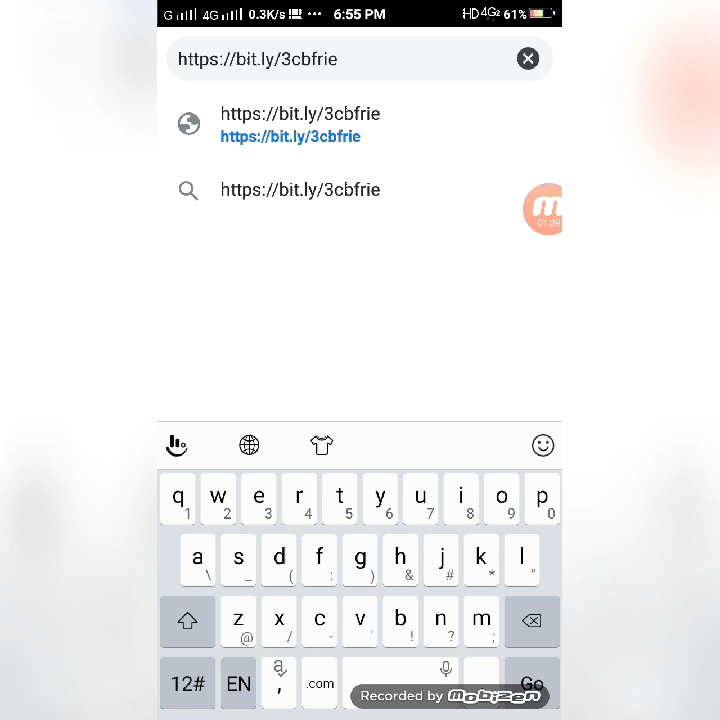 G 4G 0.3K/s ••• 6:55 PM HD 4G2 61%
https://bit.ly/3cbfrie
https://bit.ly/3cbfrie
https://bit.ly/3cbfrie
https://bit.ly/3cbfrie
m
01:39
q w e r t y u i o p
1 2 3 4 5 6 7 8 9 0
a s d f g h j k l
\ _ ( : ) & # * "
z x c v b n m
@ / - ' ! ? ;
12# EN a , .com Go
Recorded by mobizen